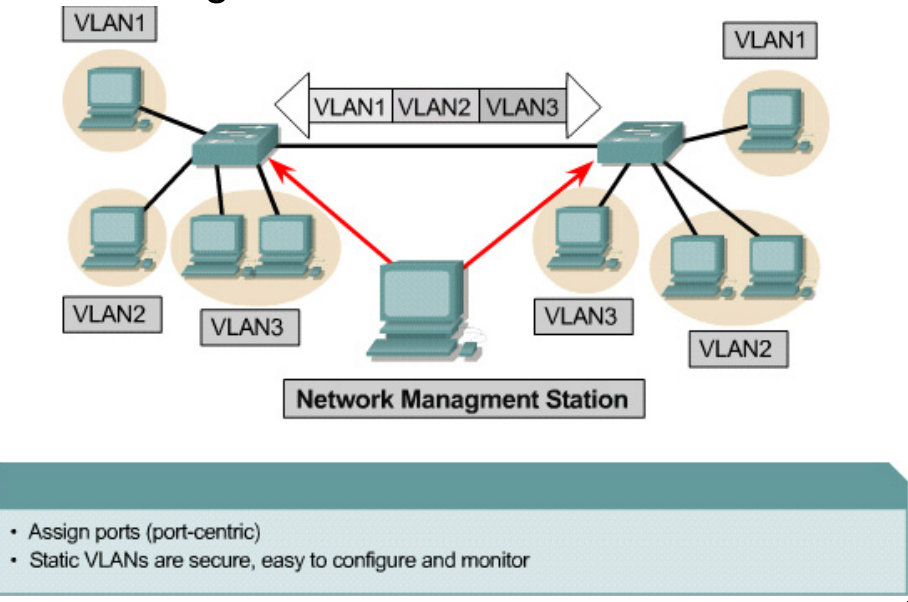 VLAN1
VLAN1
VLAN1 VLAN2 VLAN3
VLAN2
VLAN3
VLAN3
VLAN2
Network Managment Station
• Assign ports (port-centric)
• Static VLANs are secure, easy to configure and monitor